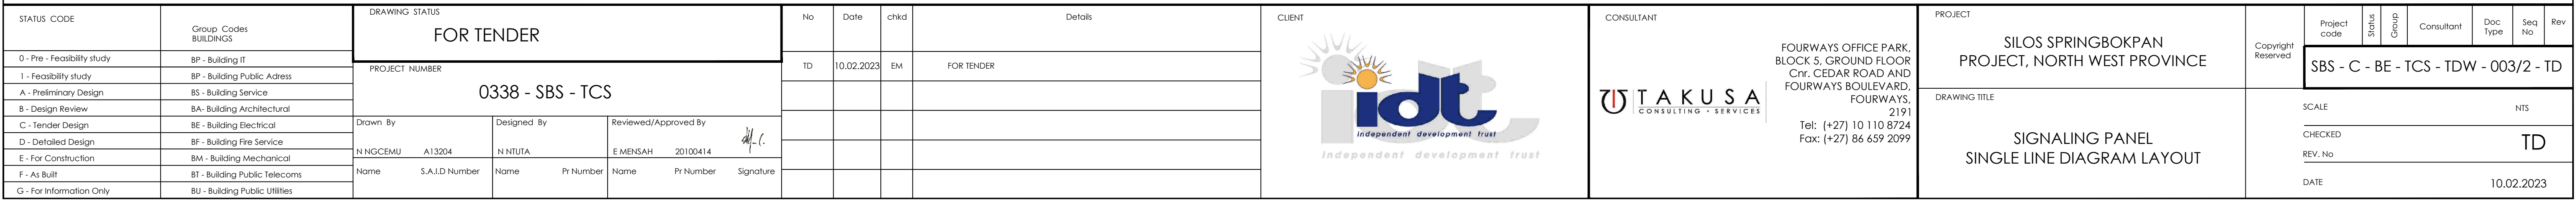 STATUS CODE
Group Codes
BUILDINGS
0 - Pre - Feasibility study
BP - Building IT
1 - Feasibility study
BP - Building Public Adress
A - Preliminary Design
BS - Building Service
B - Design Review
BA- Building Architectural
C - Tender Design
BE - Building Electrical
D - Detailed Design
BF - Building Fire Service
E - For Construction
BM - Building Mechanical
F - As Built
BT - Building Public Telecoms
G - For Information Only
BU - Building Public Utilities
DRAWING STATUS
FOR TENDER
PROJECT NUMBER
0338 - SBS - TCS
Drawn By
N NGCEMU A13204
Name S.A.I.D Number
Designed By
N NTUTA
Name Pr Number
Reviewed/Approved By
E MENSAH 20100414
Name Pr Number Signature
No Date chkd Details
TD 10.02.2023 EM FOR TENDER
CLIENT
idt
independent development trust
independent development trust
CONSULTANT
TAKUSA
CONSULTING • SERVICES
FOURWAYS OFFICE PARK,
BLOCK 5, GROUND FLOOR
Cnr. CEDAR ROAD AND
FOURWAYS BOULEVARD,
FOURWAYS,
2191
Tel: (+27) 10 110 8724
Fax: (+27) 86 659 2099
PROJECT
SILOS SPRINGBOKPAN
PROJECT, NORTH WEST PROVINCE
DRAWING TITLE
SIGNALING PANEL
SINGLE LINE DIAGRAM LAYOUT
Copyright
Reserved
Project
code
Status
Group
Consultant
Doc
Type
Seq
No
Rev
SBS - C - BE - TCS - TDW - 003/2 - TD
SCALE NTS
CHECKED
TD
REV. No
DATE 10.02.2023